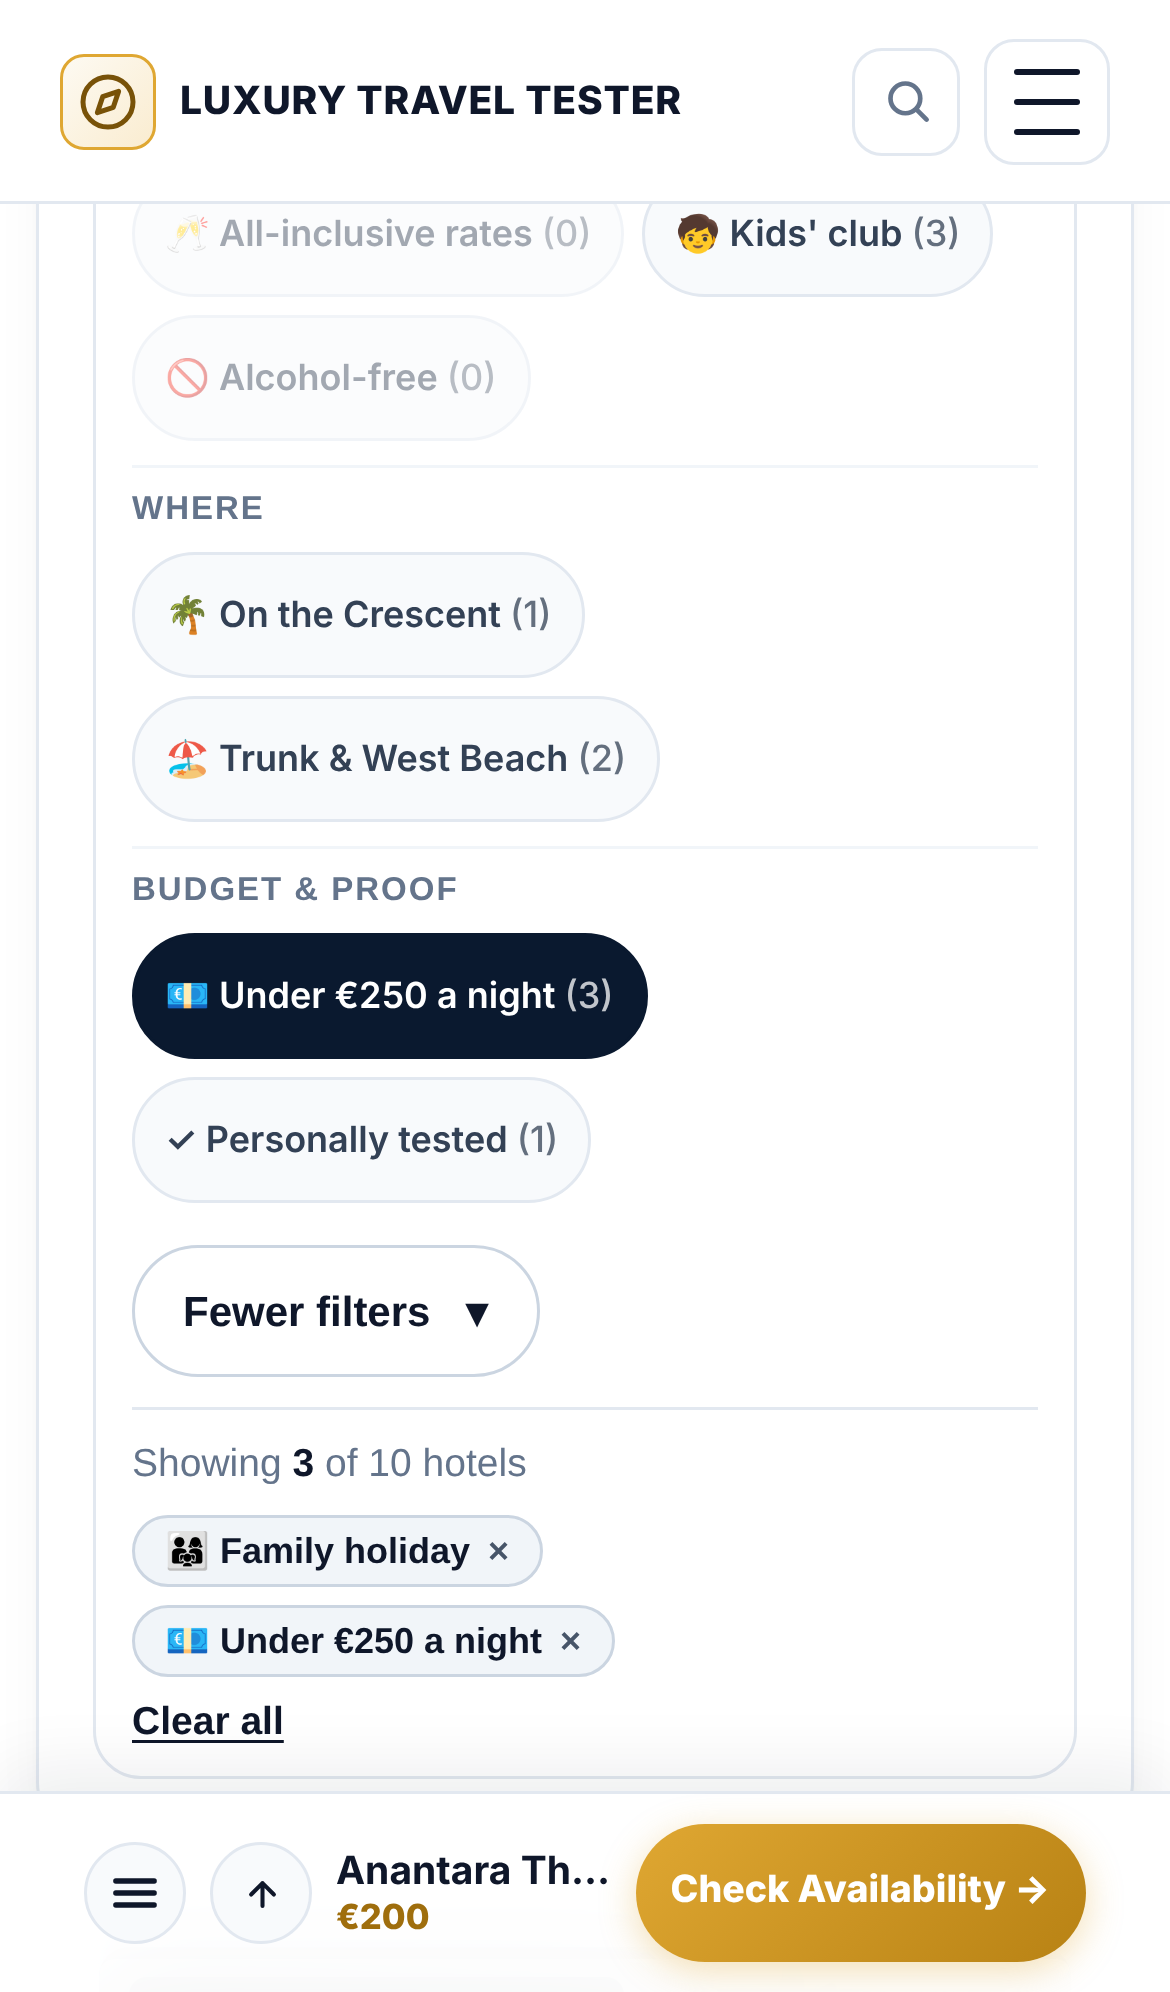 LUXURY TRAVEL TESTER
🥂 All-inclusive rates (0) 🧒 Kids' club (3)
🚫 Alcohol-free (0)
WHERE
🌴 On the Crescent (1)
🏖️ Trunk & West Beach (2)
BUDGET & PROOF
💶 Under €250 a night (3)
✓ Personally tested (1)
Fewer filters ▼
Showing 3 of 10 hotels
👨‍👩‍👧 Family holiday ×
💶 Under €250 a night ×
Clear all
Anantara Th...
€200
Check Availability →